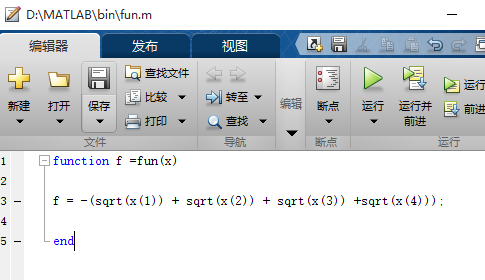 D:\MATLAB\bin\fun.m
编辑器 发布 视图
新建 打开 保存 查找文件 比较 打印 转至 查找 编辑 断点 运行 运行并前进 运行 前进
文件 导航 断点 运行
1 function f =fun(x)
2
3 f = -(sqrt(x(1)) + sqrt(x(2)) + sqrt(x(3)) +sqrt(x(4)));
4
5 end